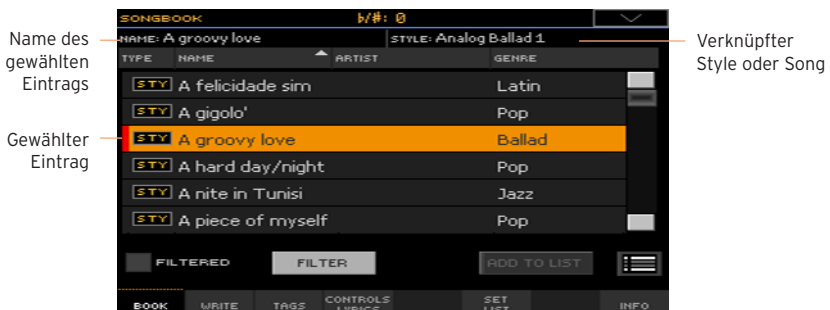 SONGBOOK
♭/#: 0
NAME: A groovy love
STYLE: Analog Ballad 1
Name des
gewählten
Eintrags
Verknüpfter
Style oder Song
TYPE NAME ARTIST GENRE
STY A felicidade sim Latin
STY A gigolo' Pop
Gewählter
Eintrag
STY A groovy love Ballad
STY A hard day/night Pop
STY A nite in Tunisi Jazz
STY A piece of myself Pop
FILTERED FILTER ADD TO LIST
BOOK WRITE TAGS CONTROLS LYRICS SET LIST INFO